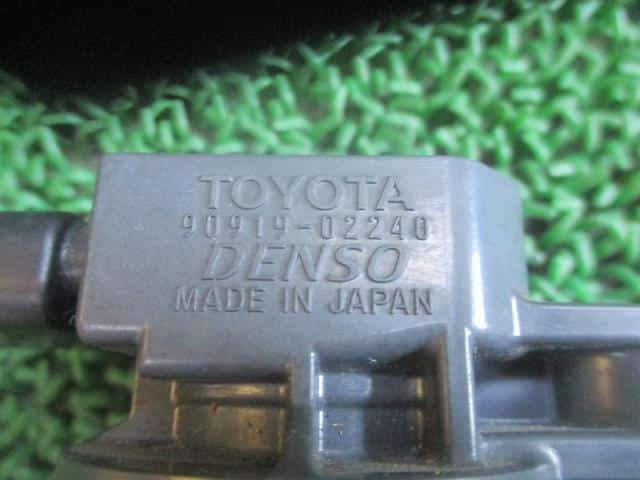 TOYOTA
90919-02240
DENSO
MADE IN JAPAN